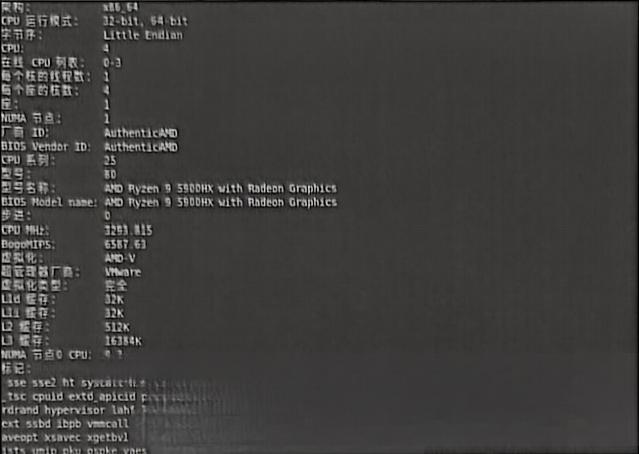 架构: x86_64
CPU 运行模式: 32-bit, 64-bit
字节序: Little Endian
CPU: 4
在线 CPU 列表: 0-3
每个核的线程数: 1
每个座的核数: 4
座: 1
NUMA 节点: 1
厂商 ID: AuthenticAMD
BIOS Vendor ID: AuthenticAMD
CPU 系列: 25
型号: 80
型号名称: AMD Ryzen 9 5900HX with Radeon Graphics
BIOS Model name: AMD Ryzen 9 5900HX with Radeon Graphics
步进: 0
CPU MHz: 3293.815
BogoMIPS: 6587.63
虚拟化: AMD-V
超管理器厂商: VMware
虚拟化类型: 完全
L1d 缓存: 32K
L1i 缓存: 32K
L2 缓存: 512K
L3 缓存: 16384K
NUMA 节点0 CPU:
标记:
sse sse2 ht
_tsc cpuid extd_apicid
rdrand hypervisor lahf
ext ssbd ibpb vmmcall
aveopt xsavec xgetbv1
umip pku ospke vaes